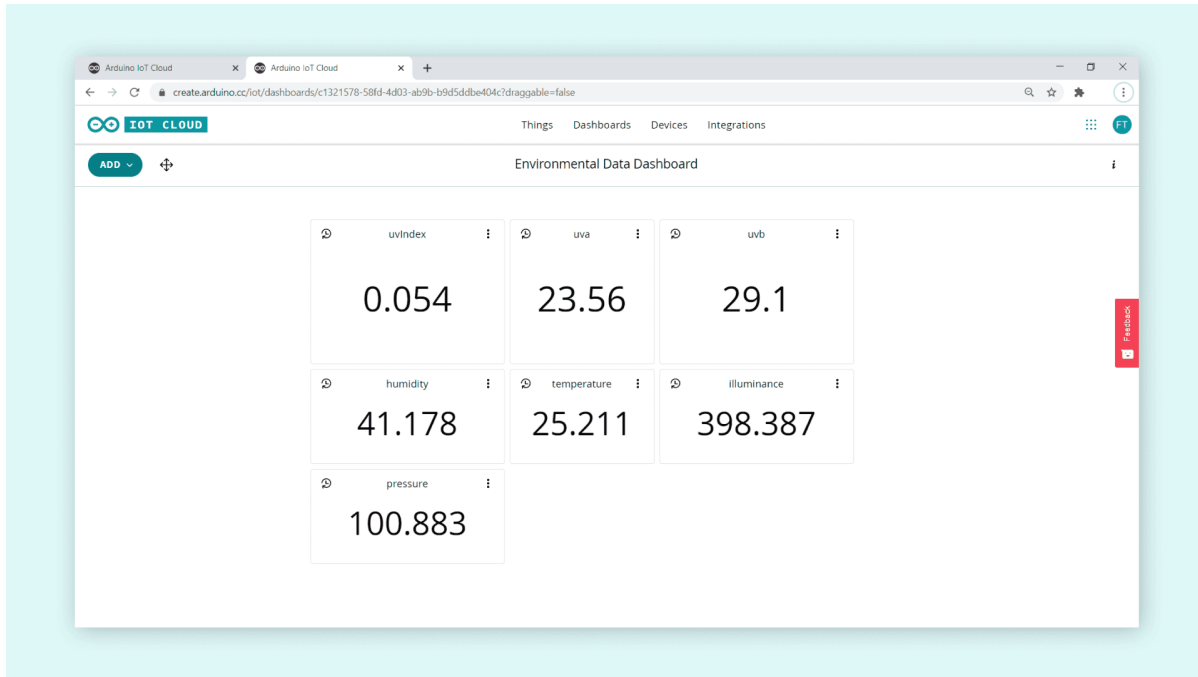 Arduino IoT Cloud
Arduino IoT Cloud
create.arduino.cc/iot/dashboards/c1321578-58fd-4d03-ab9b-b9d5ddbe404c?draggable=false
IOT CLOUD
Things Dashboards Devices Integrations
FT
ADD
Environmental Data Dashboard
i
uvIndex
uva
uvb
0.054
23.56
29.1
Feedback
humidity
temperature
illuminance
41.178
25.211
398.387
pressure
100.883